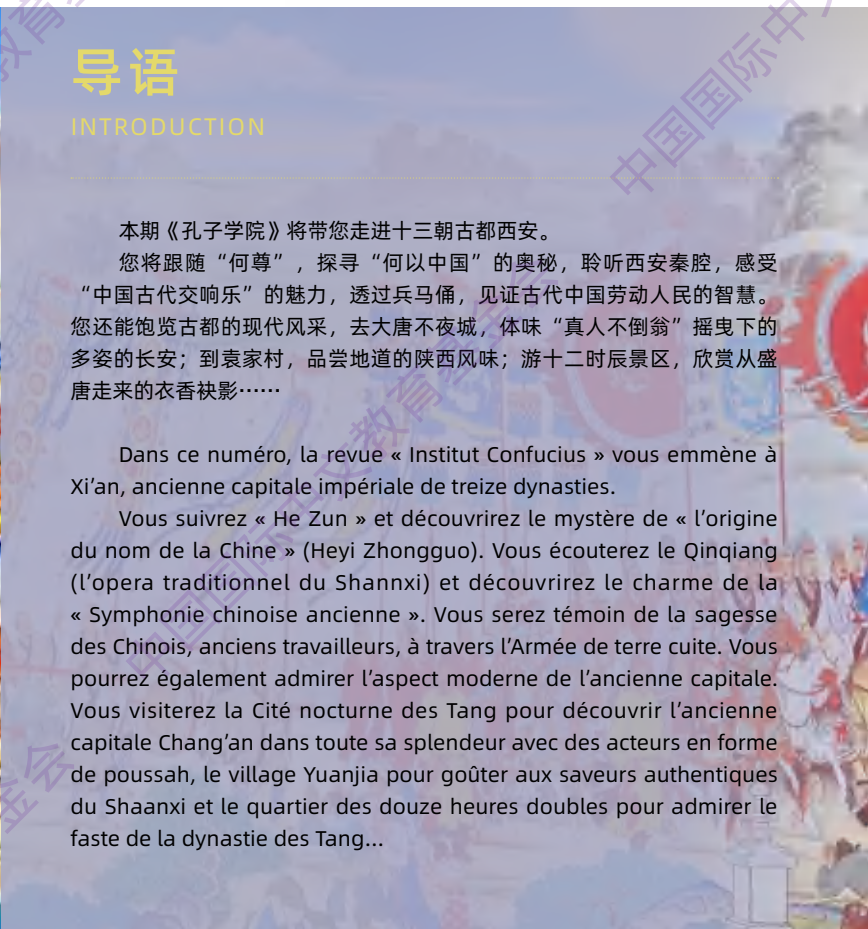 导语
INTRODUCTION
本期《孔子学院》将带您走进十三朝古都西安。
您将跟随“何尊”，探寻“何以中国”的奥秘，聆听西安秦腔，感受
“中国古代交响乐”的魅力，透过兵马俑，见证古代中国劳动人民的智慧。
您还能饱览古都的现代风采，去大唐不夜城，体味“真人不倒翁”摇曳下的
多姿的长安；到袁家村，品尝地道的陕西风味；游十二时辰景区，欣赏从盛
唐走来的衣香袂影……
Dans ce numéro, la revue « Institut Confucius » vous emmène à
Xi’an, ancienne capitale impériale de treize dynasties.
Vous suivrez « He Zun » et découvrirez le mystère de « l’origine
du nom de la Chine » (Heyi Zhongguo). Vous écouterez le Qinqiang
(l’opera traditionnel du Shannxi) et découvrirez le charme de la
« Symphonie chinoise ancienne ». Vous serez témoin de la sagesse
des Chinois, anciens travailleurs, à travers l’Armée de terre cuite. Vous
pourrez également admirer l’aspect moderne de l’ancienne capitale.
Vous visiterez la Cité nocturne des Tang pour découvrir l’ancienne
capitale Chang’an dans toute sa splendeur avec des acteurs en forme
de poussah, le village Yuanjia pour goûter aux saveurs authentiques
du Shaanxi et le quartier des douze heures doubles pour admirer le
faste de la dynastie des Tang...